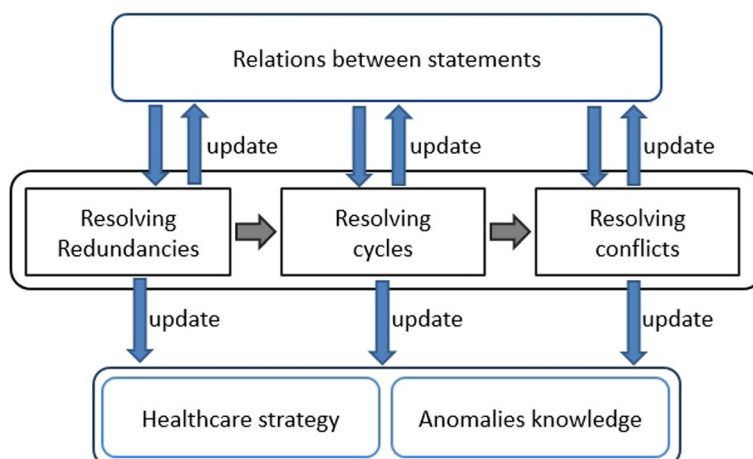 Relations between statements
update
update
update
Resolving
Redundancies
Resolving
cycles
Resolving
conflicts
update
update
update
Healthcare strategy
Anomalies knowledge